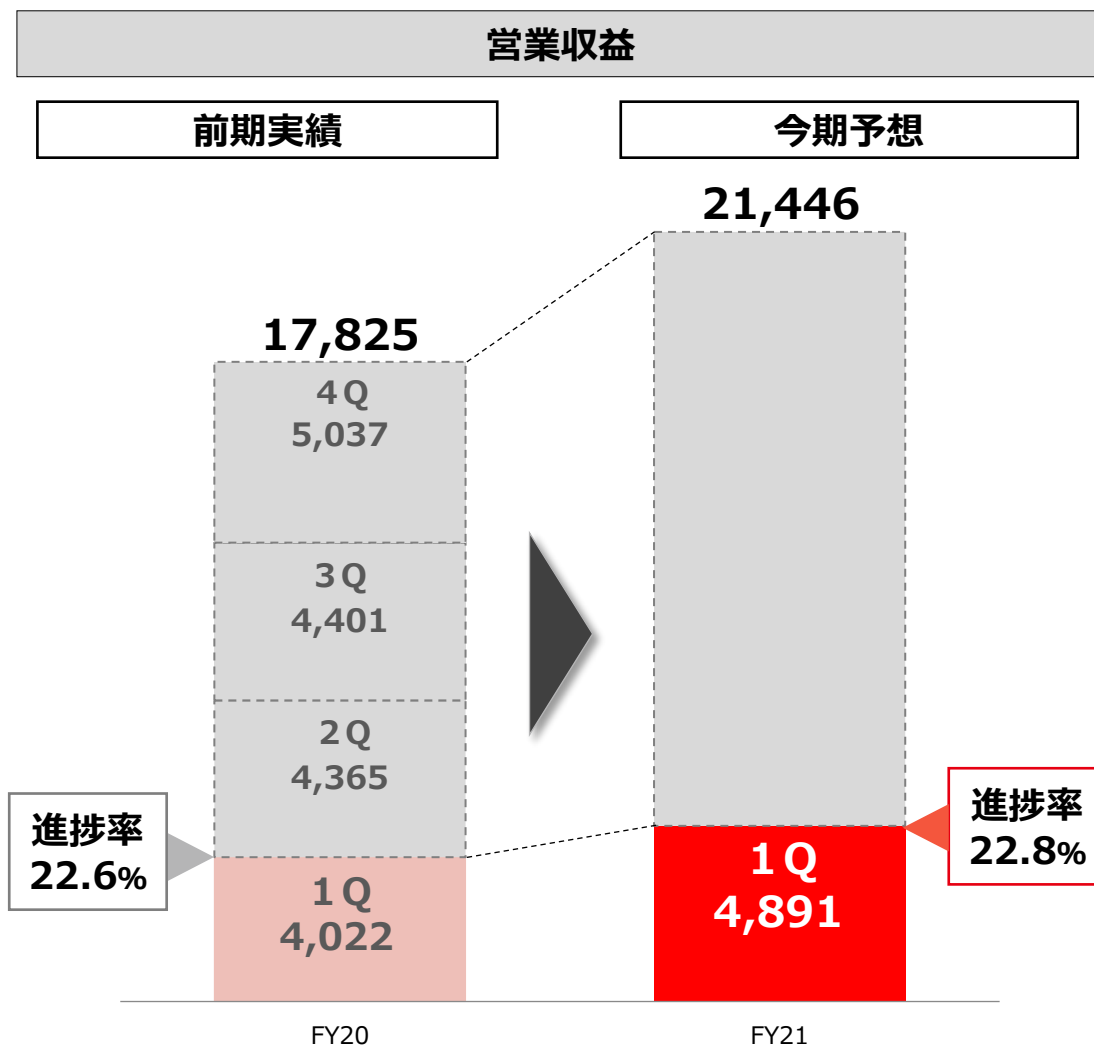 営業収益
前期実績
今期予想
17,825
4Q
5,037
3Q
4,401
2Q
4,365
1Q
4,022
進捗率
22.6%
FY20
21,446
1Q
4,891
進捗率
22.8%
FY21